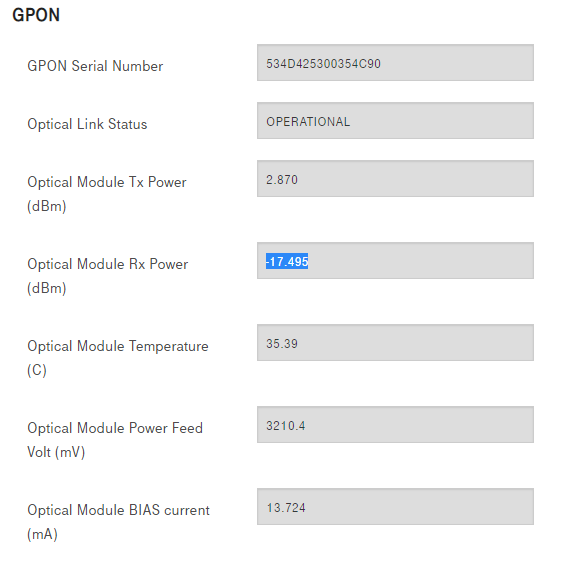 GPON
GPON Serial Number
534D425300354C90
Optical Link Status
OPERATIONAL
Optical Module Tx Power
(dBm)
2.870
Optical Module Rx Power
(dBm)
-17.495
Optical Module Temperature
(C)
35.39
Optical Module Power Feed
Volt (mV)
3210.4
Optical Module BIAS current
(mA)
13.724